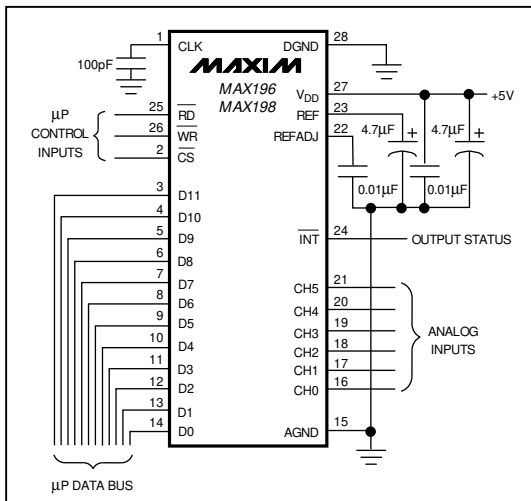 1 CLK DGND 28
100pF
MAXIM
MAX196
MAX198
VDD 27 +5V
REF 23
REFADJ 22
4.7µF + 4.7µF +
0.01µF 0.01µF
µP
CONTROL
INPUTS
25 RD
26 WR
2 CS
3 D11
4 D10
5 D9
6 D8
7 D7
8 D6
9 D5
10 D4
11 D3
12 D2
13 D1
14 D0
INT 24 OUTPUT STATUS
CH5 21
CH4 20
CH3 19
CH2 18
CH1 17
CH0 16
ANALOG
INPUTS
AGND 15
µP DATA BUS